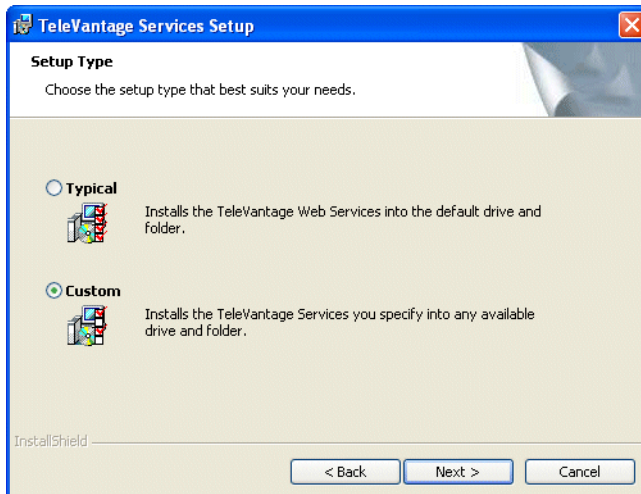 TeleVantage Services Setup
Setup Type
Choose the setup type that best suits your needs.
Typical
Installs the TeleVantage Web Services into the default drive and
folder.
Custom
Installs the TeleVantage Services you specify into any available
drive and folder.
InstallShield
< Back
Next >
Cancel